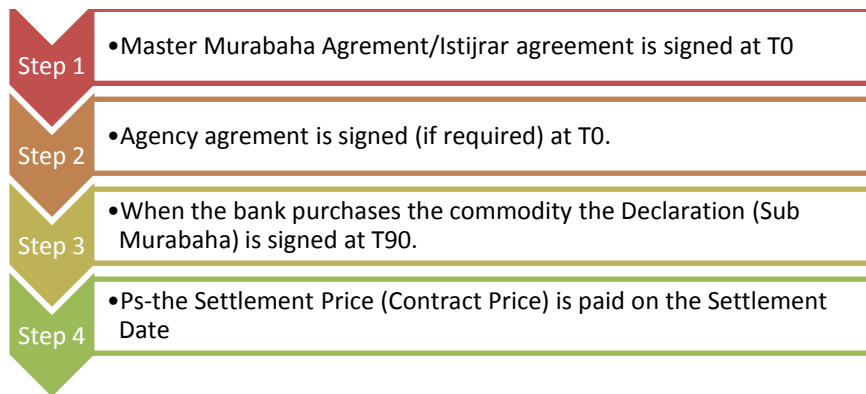 Step 1
•Master Murabaha Agrement/Istijrar agreement is signed at T0
Step 2
•Agency agrement is signed (if required) at T0.
Step 3
•When the bank purchases the commodity the Declaration (Sub
Murabaha) is signed at T90.
Step 4
•Ps-the Settlement Price (Contract Price) is paid on the Settlement
Date